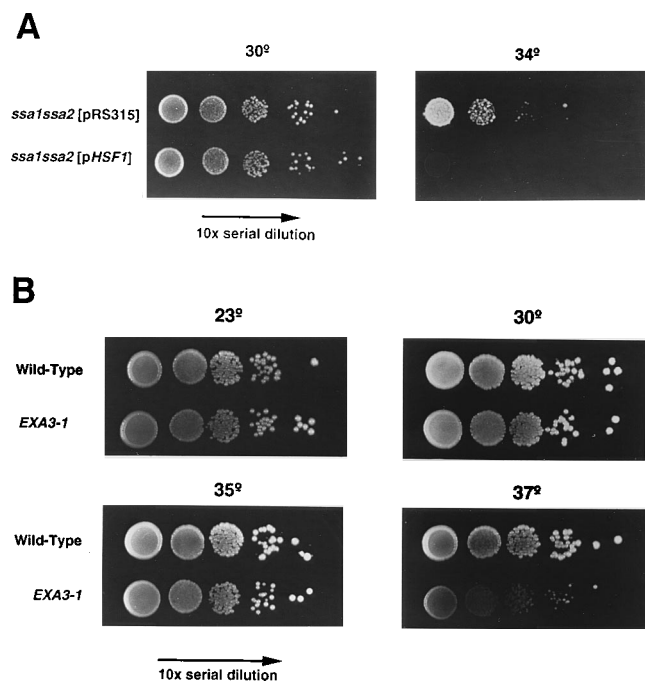 A
30º
34º
ssa1ssa2 [pRS315]
ssa1ssa2 [pHSF1]
10x serial dilution
B
23º
30º
Wild-Type
EXA3-1
35º
37º
Wild-Type
EXA3-1
10x serial dilution